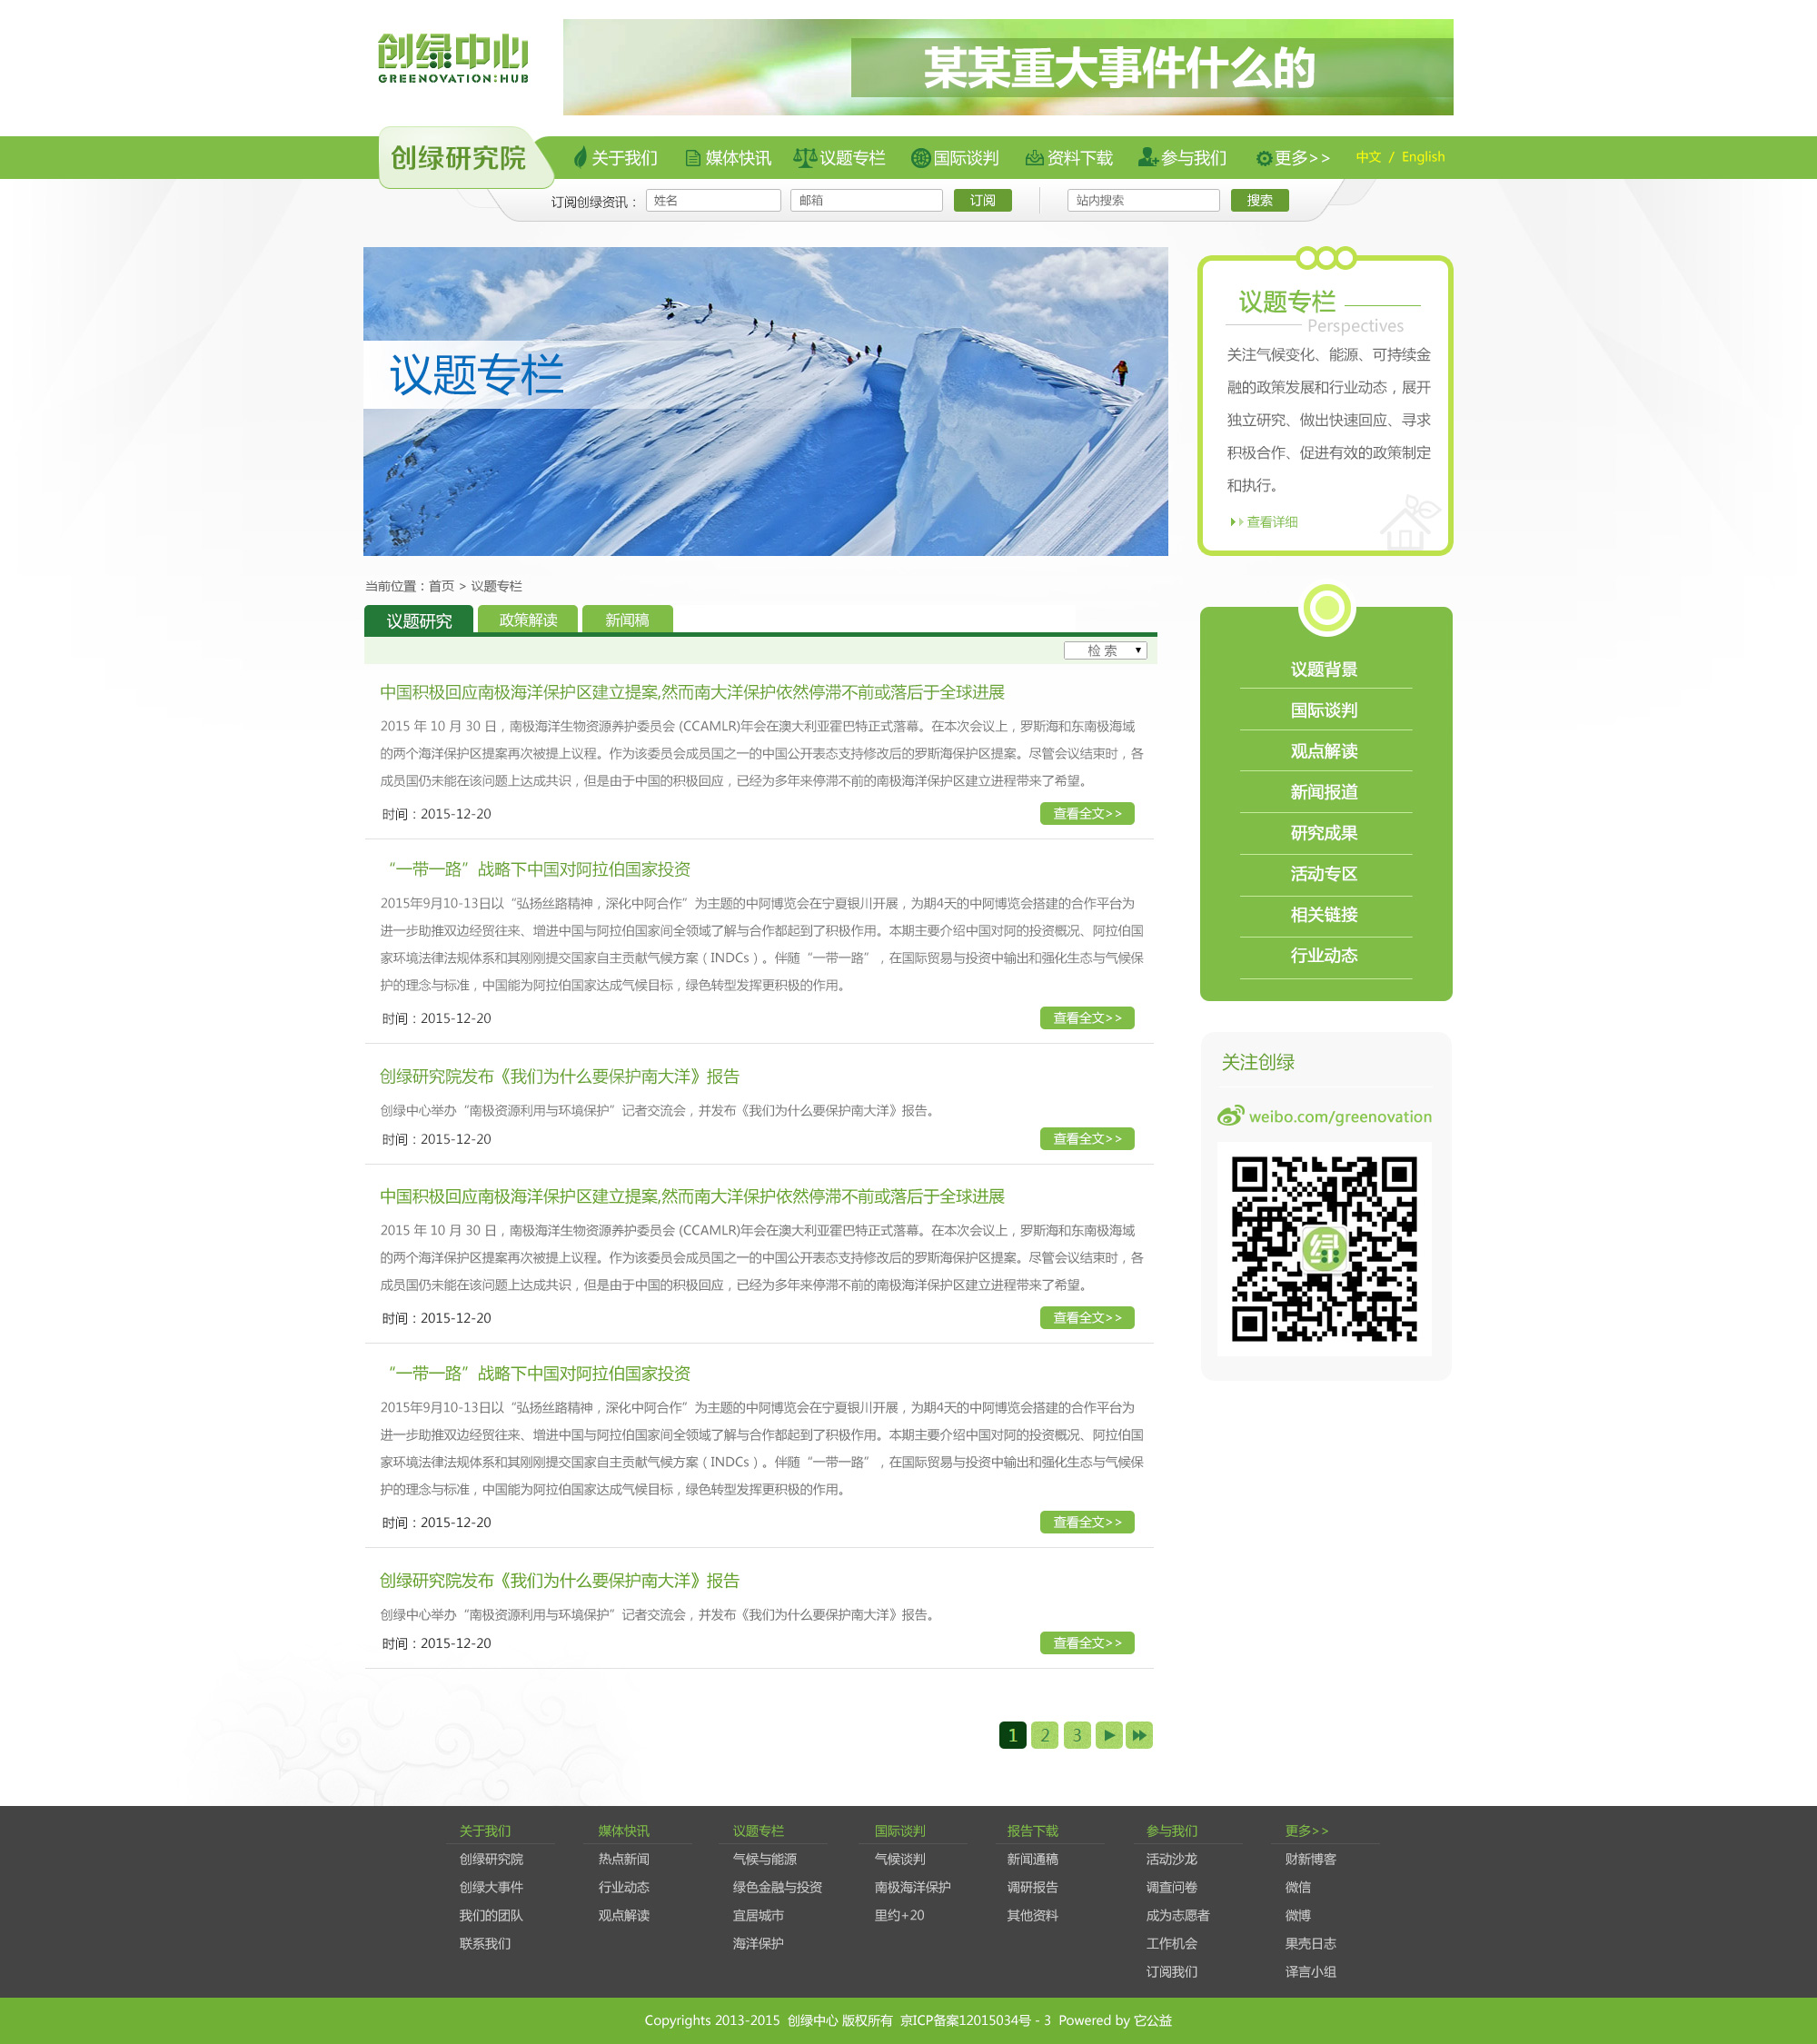 创绿中心
GREENOVATION:HUB
某某重大事件什么的
创绿研究院
关于我们 媒体快讯 议题专栏 国际谈判 资料下载 参与我们 更多>> 中文 / English
订阅创绿资讯： 姓名 邮箱 订阅 站内搜索 搜索
议题专栏
议题专栏
Perspectives
关注气候变化、能源、可持续金
融的政策发展和行业动态，展开
独立研究、做出快速回应、寻求
积极合作、促进有效的政策制定
和执行。
查看详细
当前位置：首页 > 议题专栏
议题研究 政策解读 新闻稿
检 索
中国积极回应南极海洋保护区建立提案,然而南大洋保护依然停滞不前或落后于全球进展
2015 年 10 月 30 日，南极海洋生物资源养护委员会 (CCAMLR)年会在澳大利亚霍巴特正式落幕。在本次会议上，罗斯海和东南极海域
的两个海洋保护区提案再次被提上议程。作为该委员会成员国之一的中国公开表态支持修改后的罗斯海保护区提案。尽管会议结束时，各
成员国仍未能在该问题上达成共识，但是由于中国的积极回应，已经为多年来停滞不前的南极海洋保护区建立进程带来了希望。
时间：2015-12-20 查看全文>>
“一带一路”战略下中国对阿拉伯国家投资
2015年9月10-13日以“弘扬丝路精神，深化中阿合作”为主题的中阿博览会在宁夏银川开展，为期4天的中阿博览会搭建的合作平台为
进一步助推双边经贸往来、增进中国与阿拉伯国家间全领域了解与合作都起到了积极作用。本期主要介绍中国对阿的投资概况、阿拉伯国
家环境法律法规体系和其刚刚提交国家自主贡献气候方案（INDCs）。伴随“一带一路”，在国际贸易与投资中输出和强化生态与气候保
护的理念与标准，中国能为阿拉伯国家达成气候目标，绿色转型发挥更积极的作用。
时间：2015-12-20 查看全文>>
创绿研究院发布《我们为什么要保护南大洋》报告
创绿中心举办“南极资源利用与环境保护”记者交流会，并发布《我们为什么要保护南大洋》报告。
时间：2015-12-20 查看全文>>
中国积极回应南极海洋保护区建立提案,然而南大洋保护依然停滞不前或落后于全球进展
2015 年 10 月 30 日，南极海洋生物资源养护委员会 (CCAMLR)年会在澳大利亚霍巴特正式落幕。在本次会议上，罗斯海和东南极海域
的两个海洋保护区提案再次被提上议程。作为该委员会成员国之一的中国公开表态支持修改后的罗斯海保护区提案。尽管会议结束时，各
成员国仍未能在该问题上达成共识，但是由于中国的积极回应，已经为多年来停滞不前的南极海洋保护区建立进程带来了希望。
时间：2015-12-20 查看全文>>
“一带一路”战略下中国对阿拉伯国家投资
2015年9月10-13日以“弘扬丝路精神，深化中阿合作”为主题的中阿博览会在宁夏银川开展，为期4天的中阿博览会搭建的合作平台为
进一步助推双边经贸往来、增进中国与阿拉伯国家间全领域了解与合作都起到了积极作用。本期主要介绍中国对阿的投资概况、阿拉伯国
家环境法律法规体系和其刚刚提交国家自主贡献气候方案（INDCs）。伴随“一带一路”，在国际贸易与投资中输出和强化生态与气候保
护的理念与标准，中国能为阿拉伯国家达成气候目标，绿色转型发挥更积极的作用。
时间：2015-12-20 查看全文>>
创绿研究院发布《我们为什么要保护南大洋》报告
创绿中心举办“南极资源利用与环境保护”记者交流会，并发布《我们为什么要保护南大洋》报告。
时间：2015-12-20 查看全文>>
1 2 3
议题背景
国际谈判
观点解读
新闻报道
研究成果
活动专区
相关链接
行业动态
关注创绿
weibo.com/greenovation
绿
关于我们 媒体快讯 议题专栏 国际谈判 报告下载 参与我们 更多>>
创绿研究院 热点新闻 气候与能源 气候谈判 新闻通稿 活动沙龙 财新博客
创绿大事件 行业动态 绿色金融与投资 南极海洋保护 调研报告 调查问卷 微信
我们的团队 观点解读 宜居城市 里约+20 其他资料 成为志愿者 微博
联系我们 海洋保护 工作机会 果壳日志
订阅我们 译言小组
Copyrights 2013-2015 创绿中心 版权所有 京ICP备案12015034号 - 3 Powered by 它公益